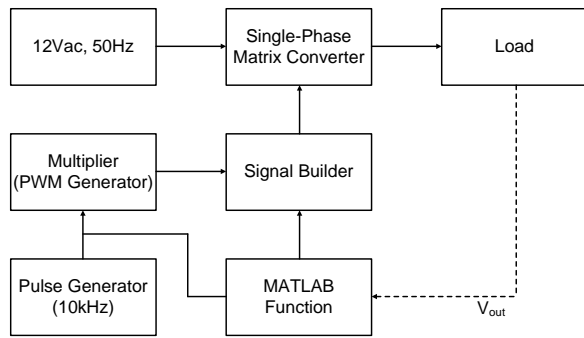 12Vac, 50Hz
Single-Phase
Matrix Converter
Load
Multiplier
(PWM Generator)
Signal Builder
Pulse Generator
(10kHz)
MATLAB
Function
Vout